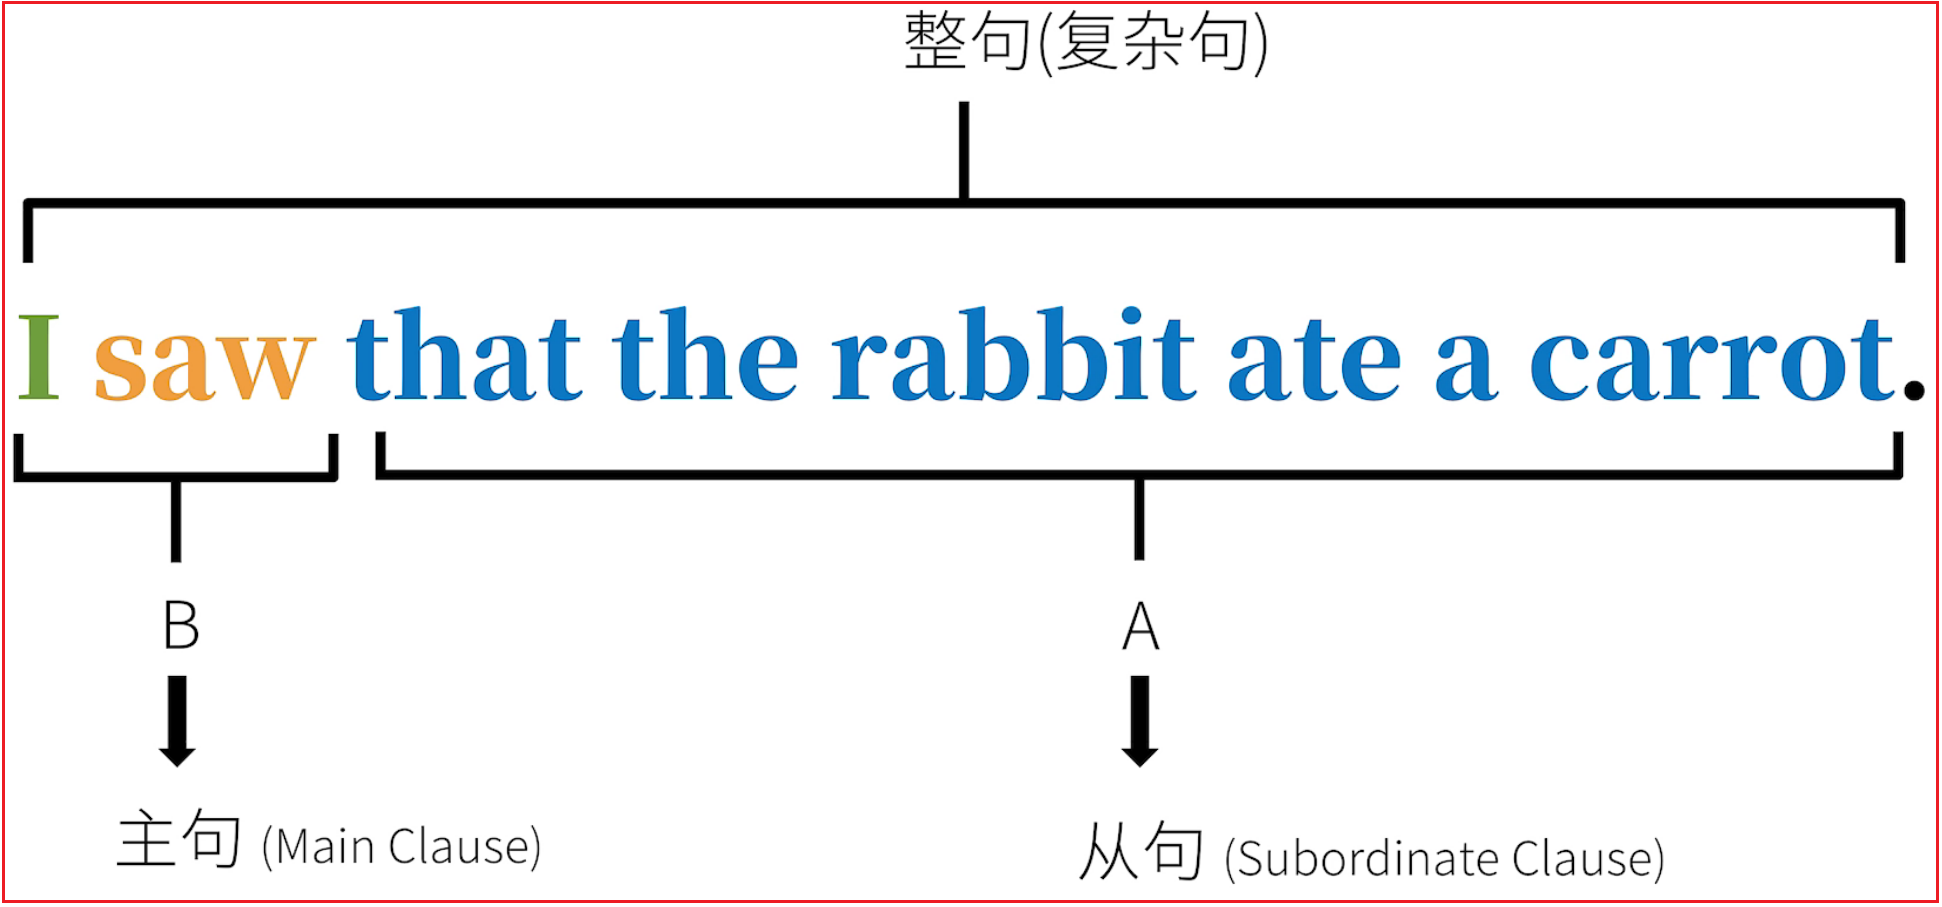 整句(复杂句)
I saw that the rabbit ate a carrot.
B
A
主句 (Main Clause)
从句 (Subordinate Clause)